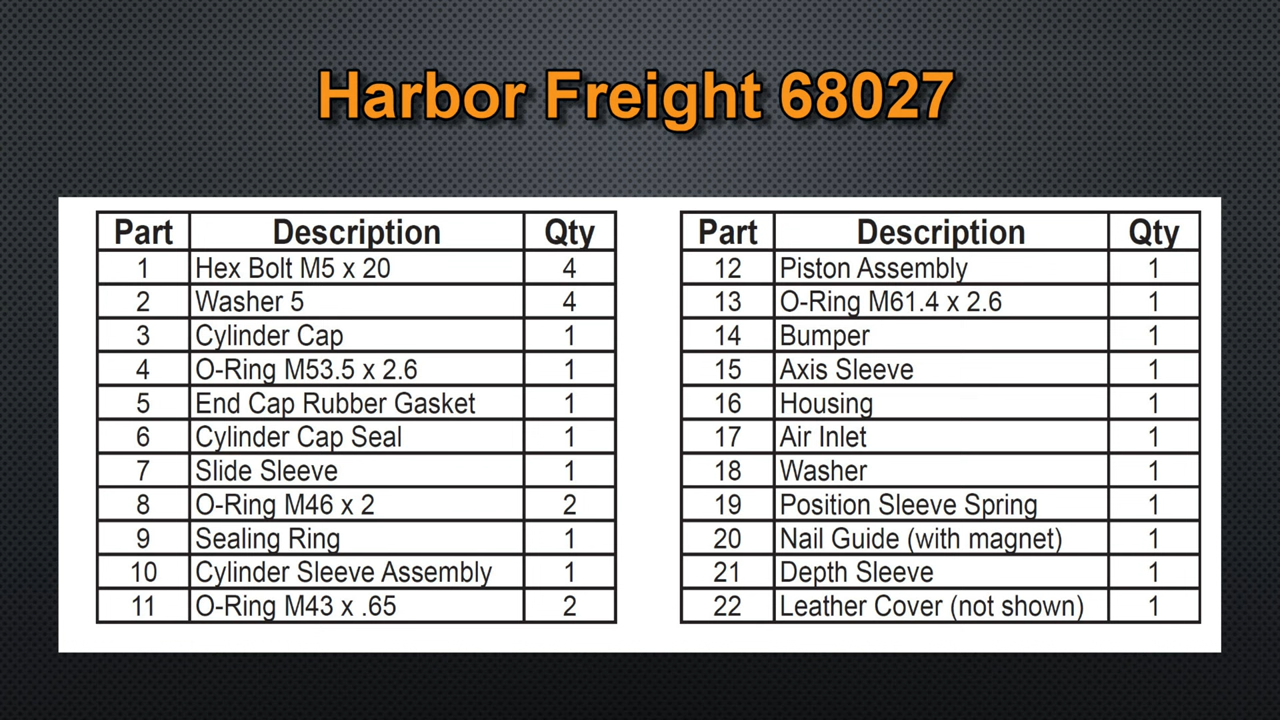 Harbor Freight 68027
Part Description Qty
1 Hex Bolt M5 x 20 4
2 Washer 5 4
3 Cylinder Cap 1
4 O-Ring M53.5 x 2.6 1
5 End Cap Rubber Gasket 1
6 Cylinder Cap Seal 1
7 Slide Sleeve 1
8 O-Ring M46 x 2 2
9 Sealing Ring 1
10 Cylinder Sleeve Assembly 1
11 O-Ring M43 x .65 2
Part Description Qty
12 Piston Assembly 1
13 O-Ring M61.4 x 2.6 1
14 Bumper 1
15 Axis Sleeve 1
16 Housing 1
17 Air Inlet 1
18 Washer 1
19 Position Sleeve Spring 1
20 Nail Guide (with magnet) 1
21 Depth Sleeve 1
22 Leather Cover (not shown) 1